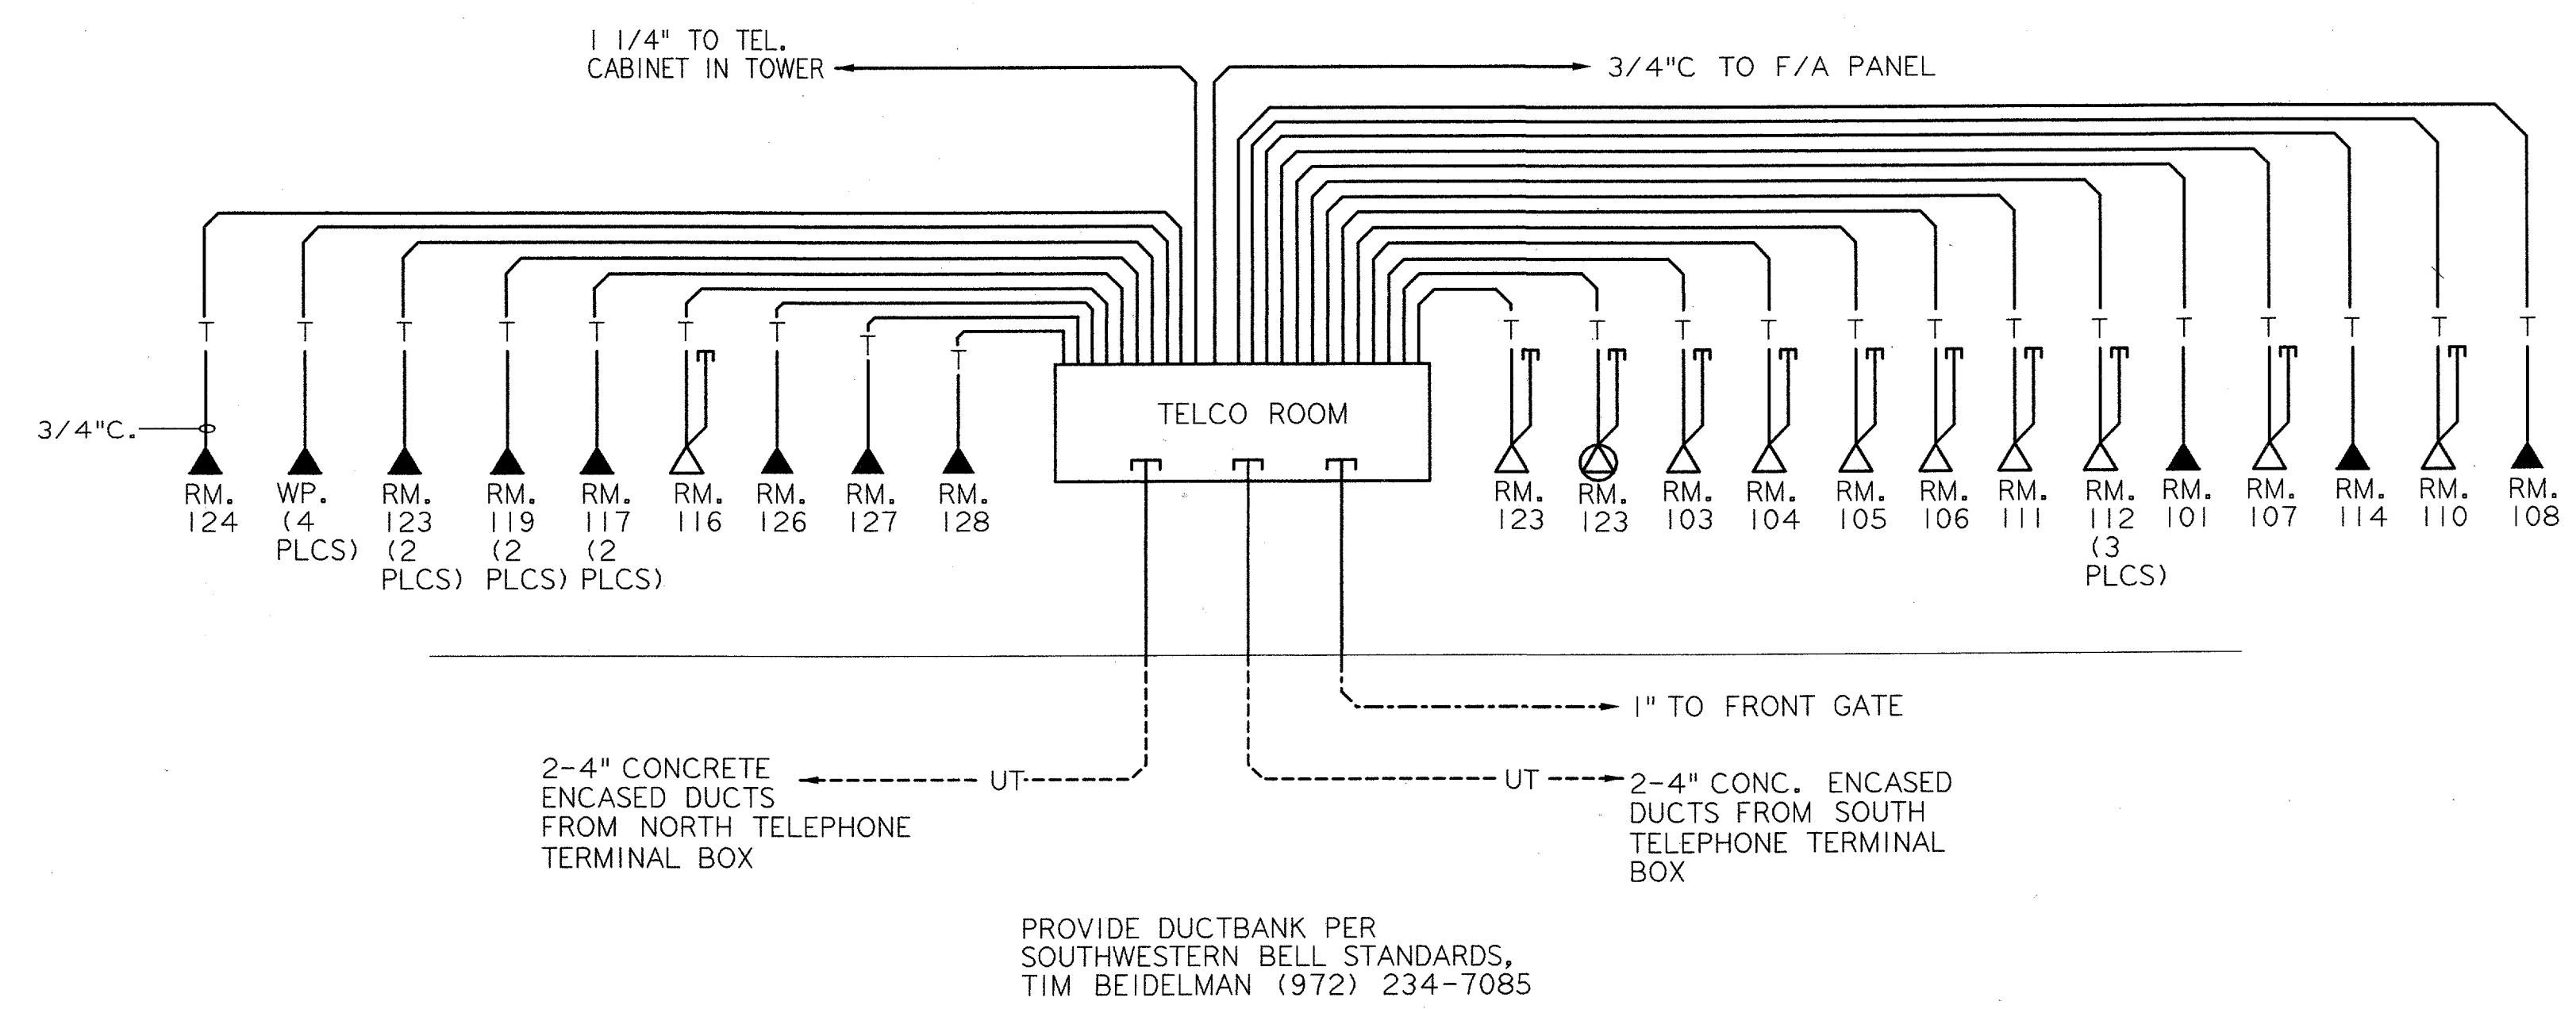 1 1/4" TO TEL.
CABINET IN TOWER
3/4"C TO F/A PANEL
T T T T T T T T T
T T T T T T T T T T T T T
3/4"C.
TELCO ROOM
RM.
124
WP.
(4
PLCS)
RM.
123
(2
PLCS)
RM.
119
(2
PLCS)
RM.
117
(2
PLCS)
RM.
116
RM.
126
RM.
127
RM.
128
RM.
123
RM.
123
RM.
103
RM.
104
RM.
105
RM.
106
RM.
111
RM.
112
(3
PLCS)
RM.
101
RM.
107
RM.
114
RM.
110
RM.
108
1" TO FRONT GATE
UT
2-4" CONCRETE
ENCASED DUCTS
FROM NORTH TELEPHONE
TERMINAL BOX
UT
2-4" CONC. ENCASED
DUCTS FROM SOUTH
TELEPHONE TERMINAL
BOX
PROVIDE DUCTBANK PER
SOUTHWESTERN BELL STANDARDS,
TIM BEIDELMAN (972) 234-7085